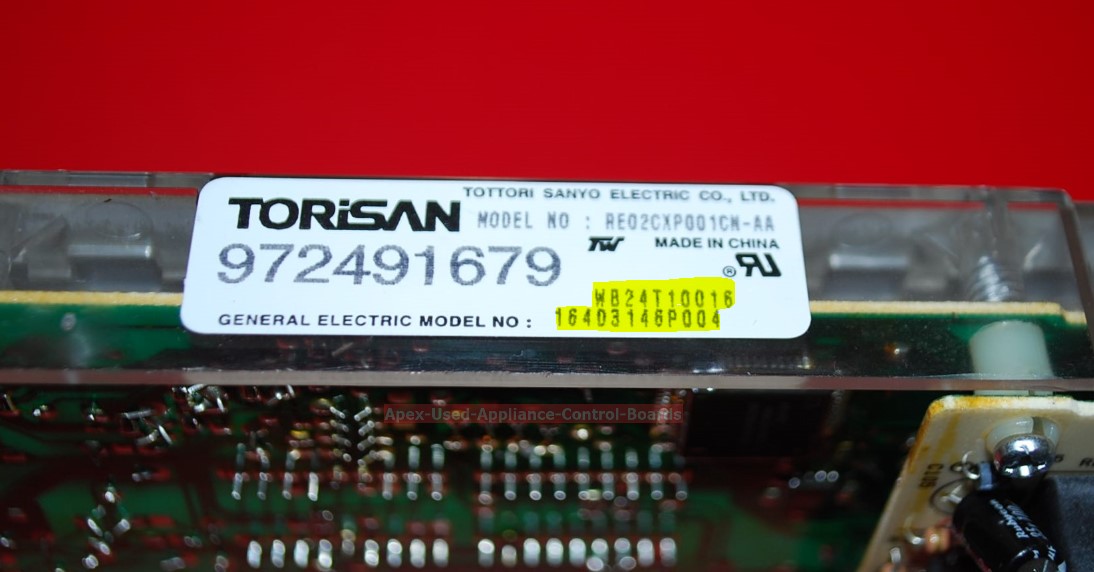 TOTTORI SANYO ELECTRIC CO., LTD.
TORiSAN
MODEL NO : RE02CXP001CN-AA
MADE IN CHINA
972491679
WB24T10016
GENERAL ELECTRIC MODEL NO : 164D3146P004
Apex-Used-Appliance-Control-Boards